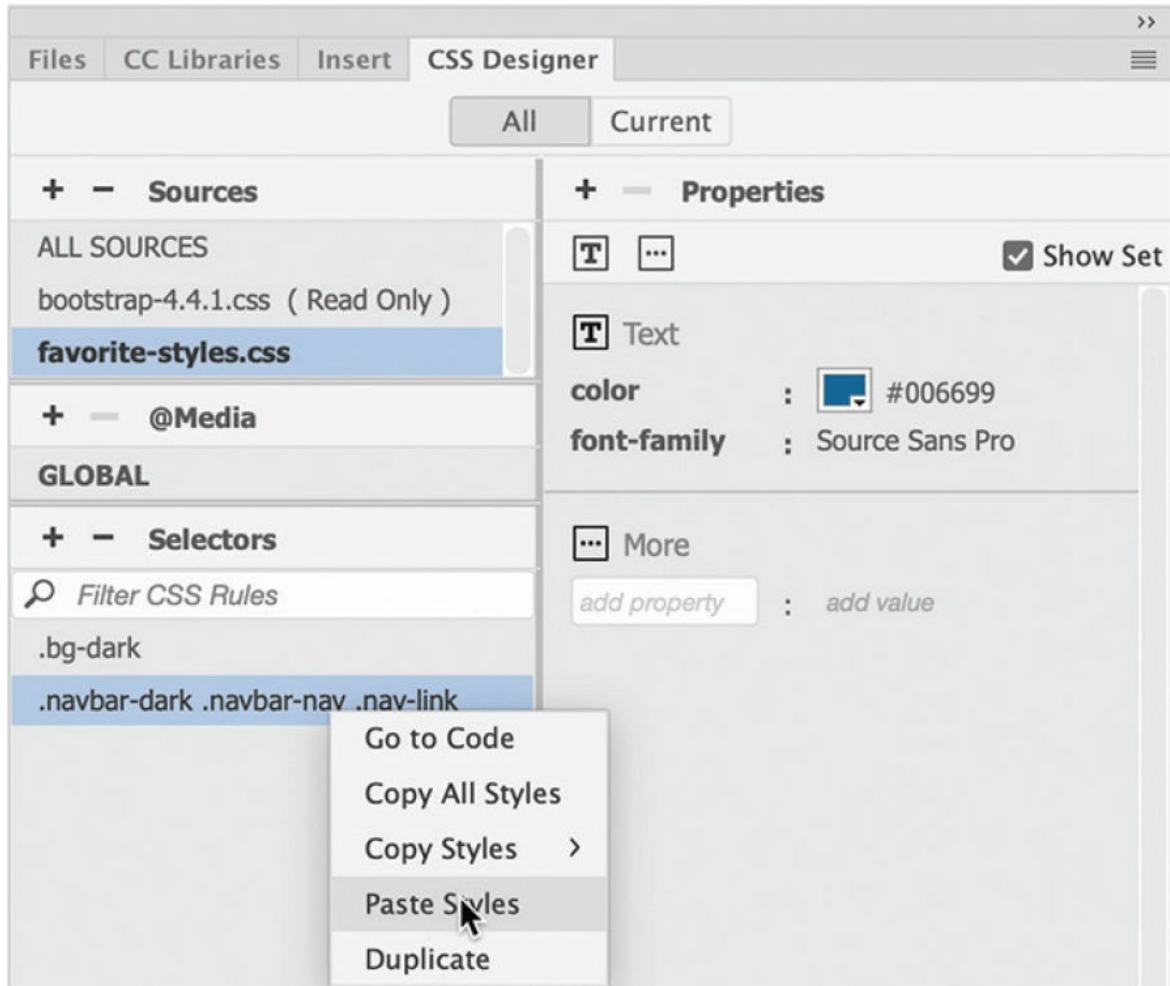 >>
Files CC Libraries Insert CSS Designer
All Current
+ − Sources
ALL SOURCES
bootstrap-4.4.1.css ( Read Only )
favorite-styles.css
+ − @Media
GLOBAL
+ − Selectors
Filter CSS Rules
.bg-dark
.navbar-dark .navbar-nav .nav-link
Go to Code
Copy All Styles
Copy Styles >
Paste Styles
Duplicate
+ − Properties
T ... Show Set
T Text
color : #006699
font-family : Source Sans Pro
... More
add property : add value